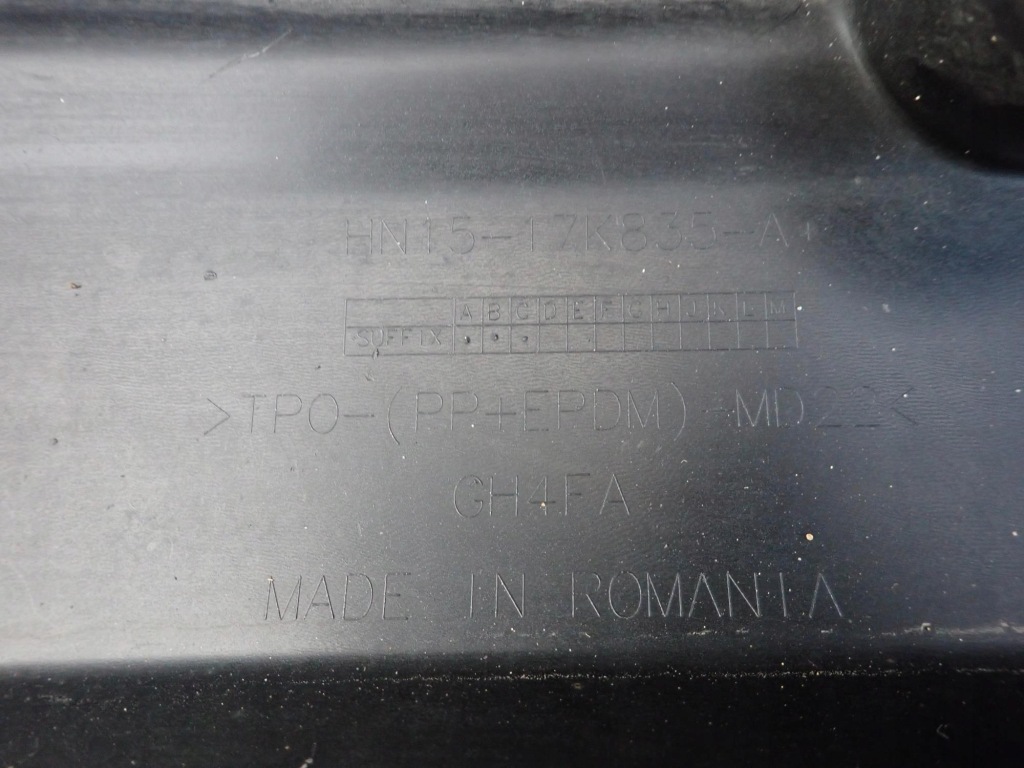 HN15-17K835-A
A B C D E F G H J K L M
SUFFIX
>TPO-(PP+EPDM)-MD22<
GH4FA
MADE IN ROMANIA